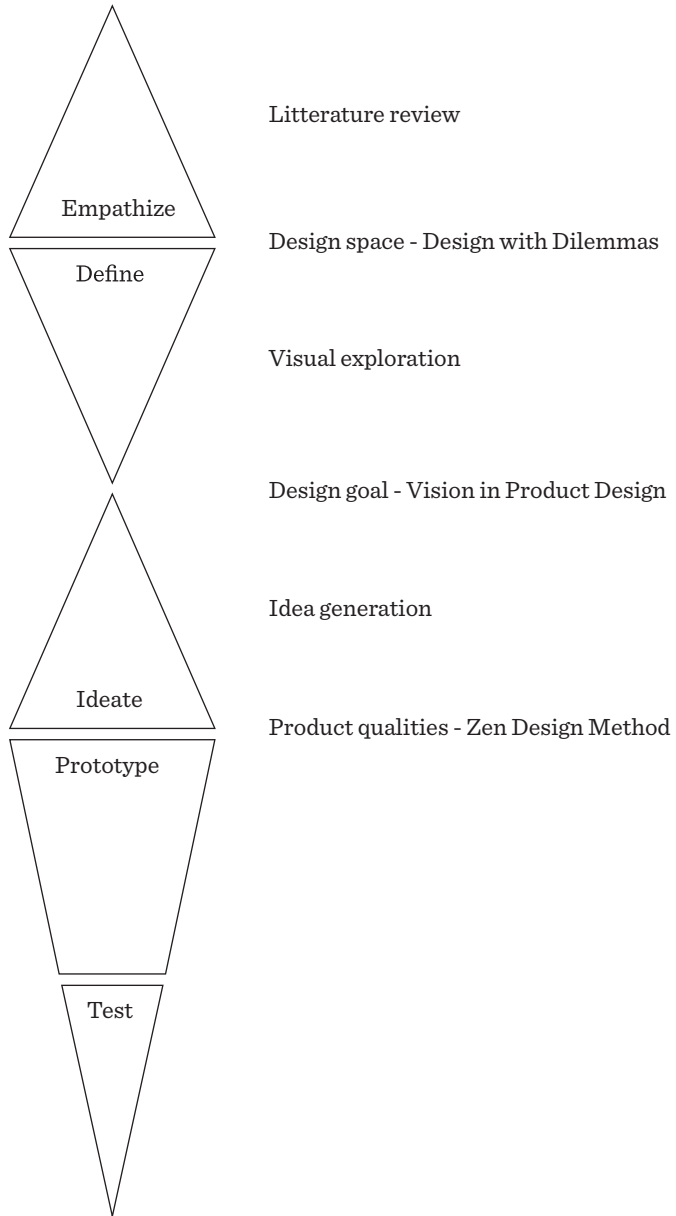 Litterature review
Empathize
Design space - Design with Dilemmas
Define
Visual exploration
Design goal - Vision in Product Design
Idea generation
Ideate
Product qualities - Zen Design Method
Prototype
Test